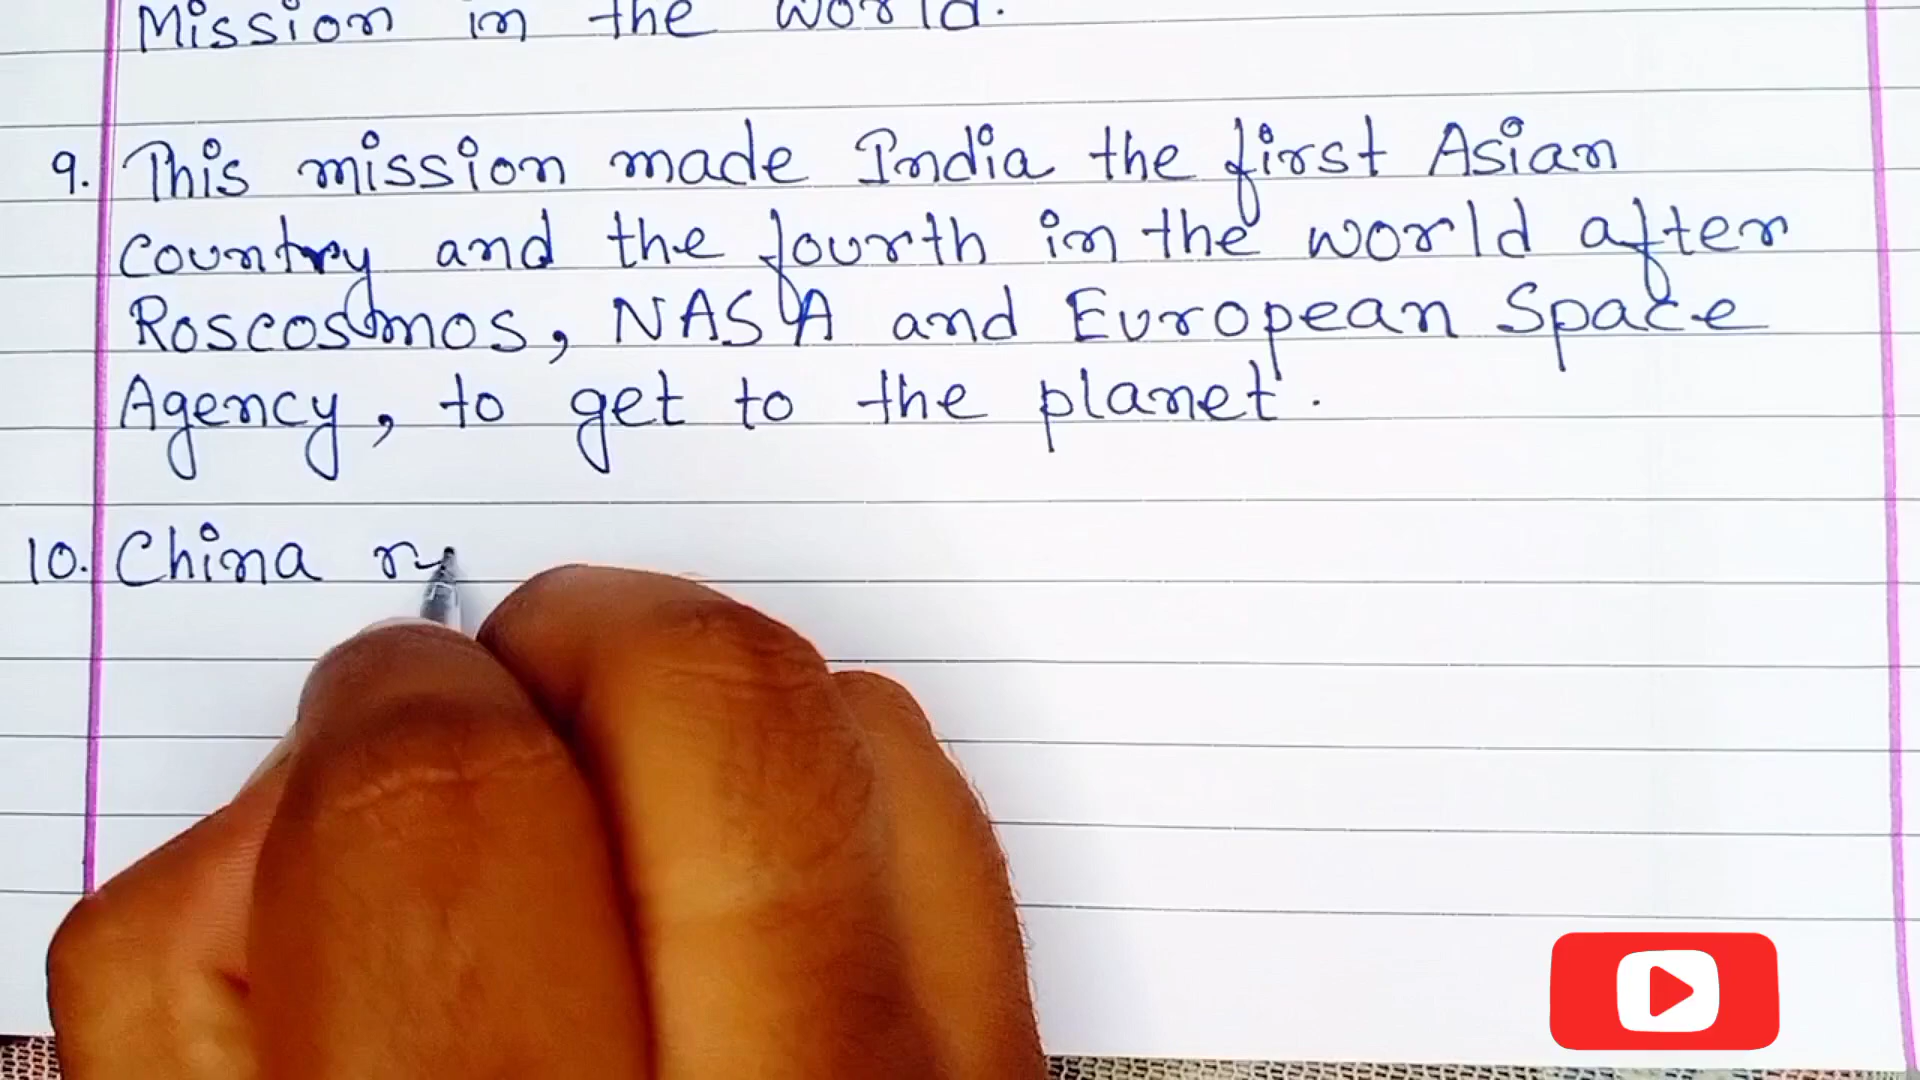 Mission in the world.
9. This mission made India the first Asian
country and the fourth in the world after
Roscosmos, NASA and European Space
Agency, to get to the planet.
10. China